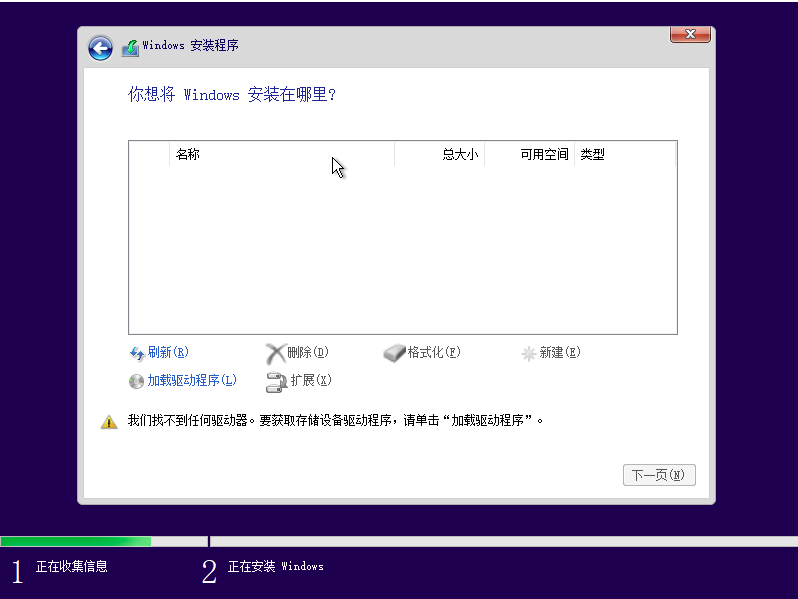 Windows 安装程序
你想将 Windows 安装在哪里?
名称 总大小 可用空间 类型
刷新(R) 删除(D) 格式化(F) 新建(E)
加载驱动程序(L) 扩展(X)
我们找不到任何驱动器。要获取存储设备驱动程序，请单击“加载驱动程序”。
下一页(N)
1 正在收集信息 2 正在安装 Windows